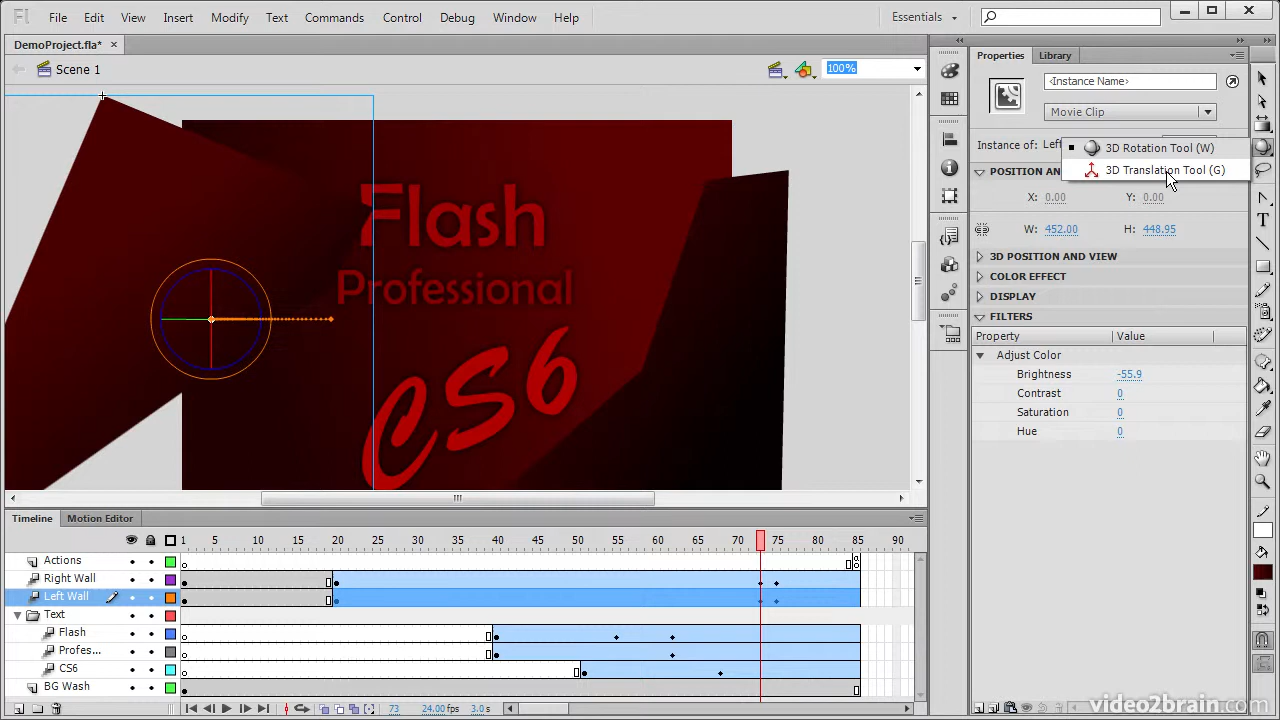 Fl File Edit View Insert Modify Text Commands Control Debug Window Help Essentials
DemoProject.fla*
Scene 1
100%
Flash
Professional
CS6
Properties Library
<Instance Name>
Movie Clip
Instance of: Left
3D Rotation Tool (W)
3D Translation Tool (G)
POSITION AN
X: 0.00 Y: 0.00
W: 452.00 H: 448.95
3D POSITION AND VIEW
COLOR EFFECT
DISPLAY
FILTERS
Property Value
Adjust Color
Brightness -55.9
Contrast 0
Saturation 0
Hue 0
Timeline Motion Editor
1 5 10 15 20 25 30 35 40 45 50 55 60 65 70 75 80 85 90
Actions
Right Wall
Left Wall
Text
Flash
Profes...
CS6
BG Wash
73 24.00 fps 3.0 s
video2brain.com